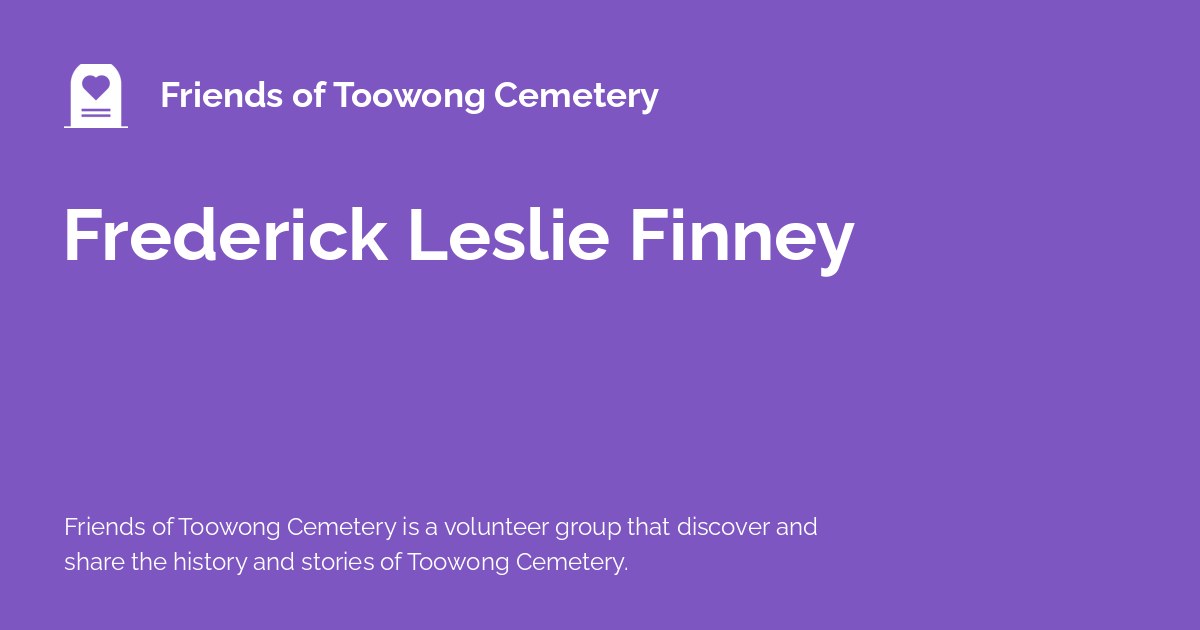 Friends of Toowong Cemetery
Frederick Leslie Finney
Friends of Toowong Cemetery is a volunteer group that discover and
share the history and stories of Toowong Cemetery.